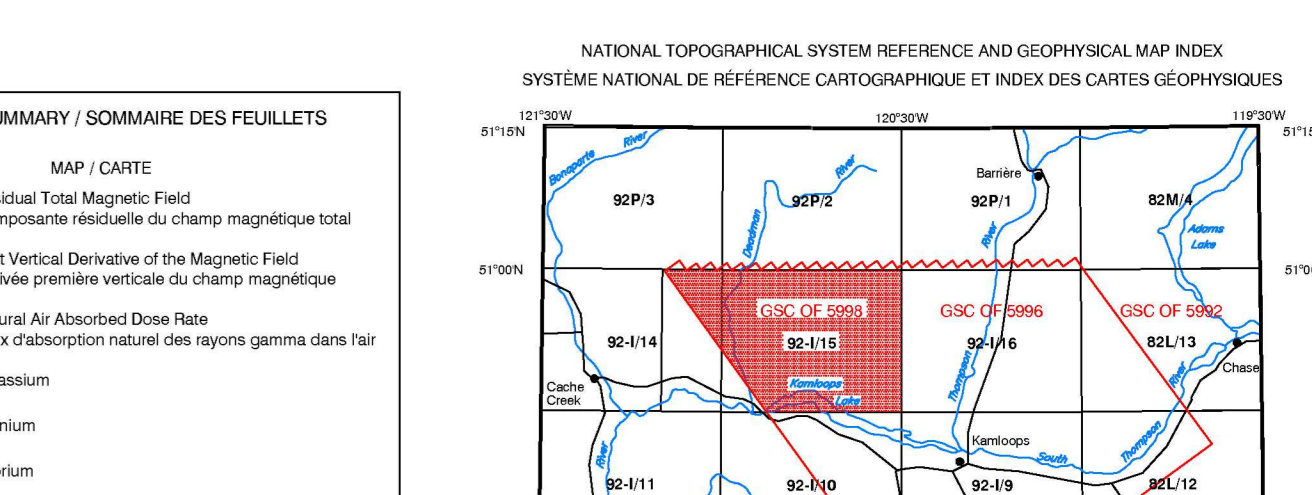 NATIONAL TOPOGRAPHICAL SYSTEM REFERENCE AND GEOPHYSICAL MAP INDEX
SYSTÈME NATIONAL DE RÉFÉRENCE CARTOGRAPHIQUE ET INDEX DES CARTES GÉOPHYSIQUES
UMMARY / SOMMAIRE DES FEUILLETS
MAP / CARTE
sidual Total Magnetic Field
mposante résiduelle du champ magnétique total
t Vertical Derivative of the Magnetic Field
rivée première verticale du champ magnétique
ural Air Absorbed Dose Rate
x d'absorption naturel des rayons gamma dans l'air
assium
nium
rium
121°30'W
120°30'W
119°30'W
51°15'N
51°15
Bonaparte River
River
Barrière
92P/3
92P/2
92P/1
82M/4
Deadman
River
Adams
Lake
51°00'N
51°00
GSC OF 5998
GSC OF 5996
GSC OF 5992
92-I/14
92-I/15
92-I/16
82L/13
Chase
Cache
Creek
Kamloops
Lake
Thompson
River
Kamloops
South
Thompson
River
92-I/11
92-I/10
92-I/9
82L/12